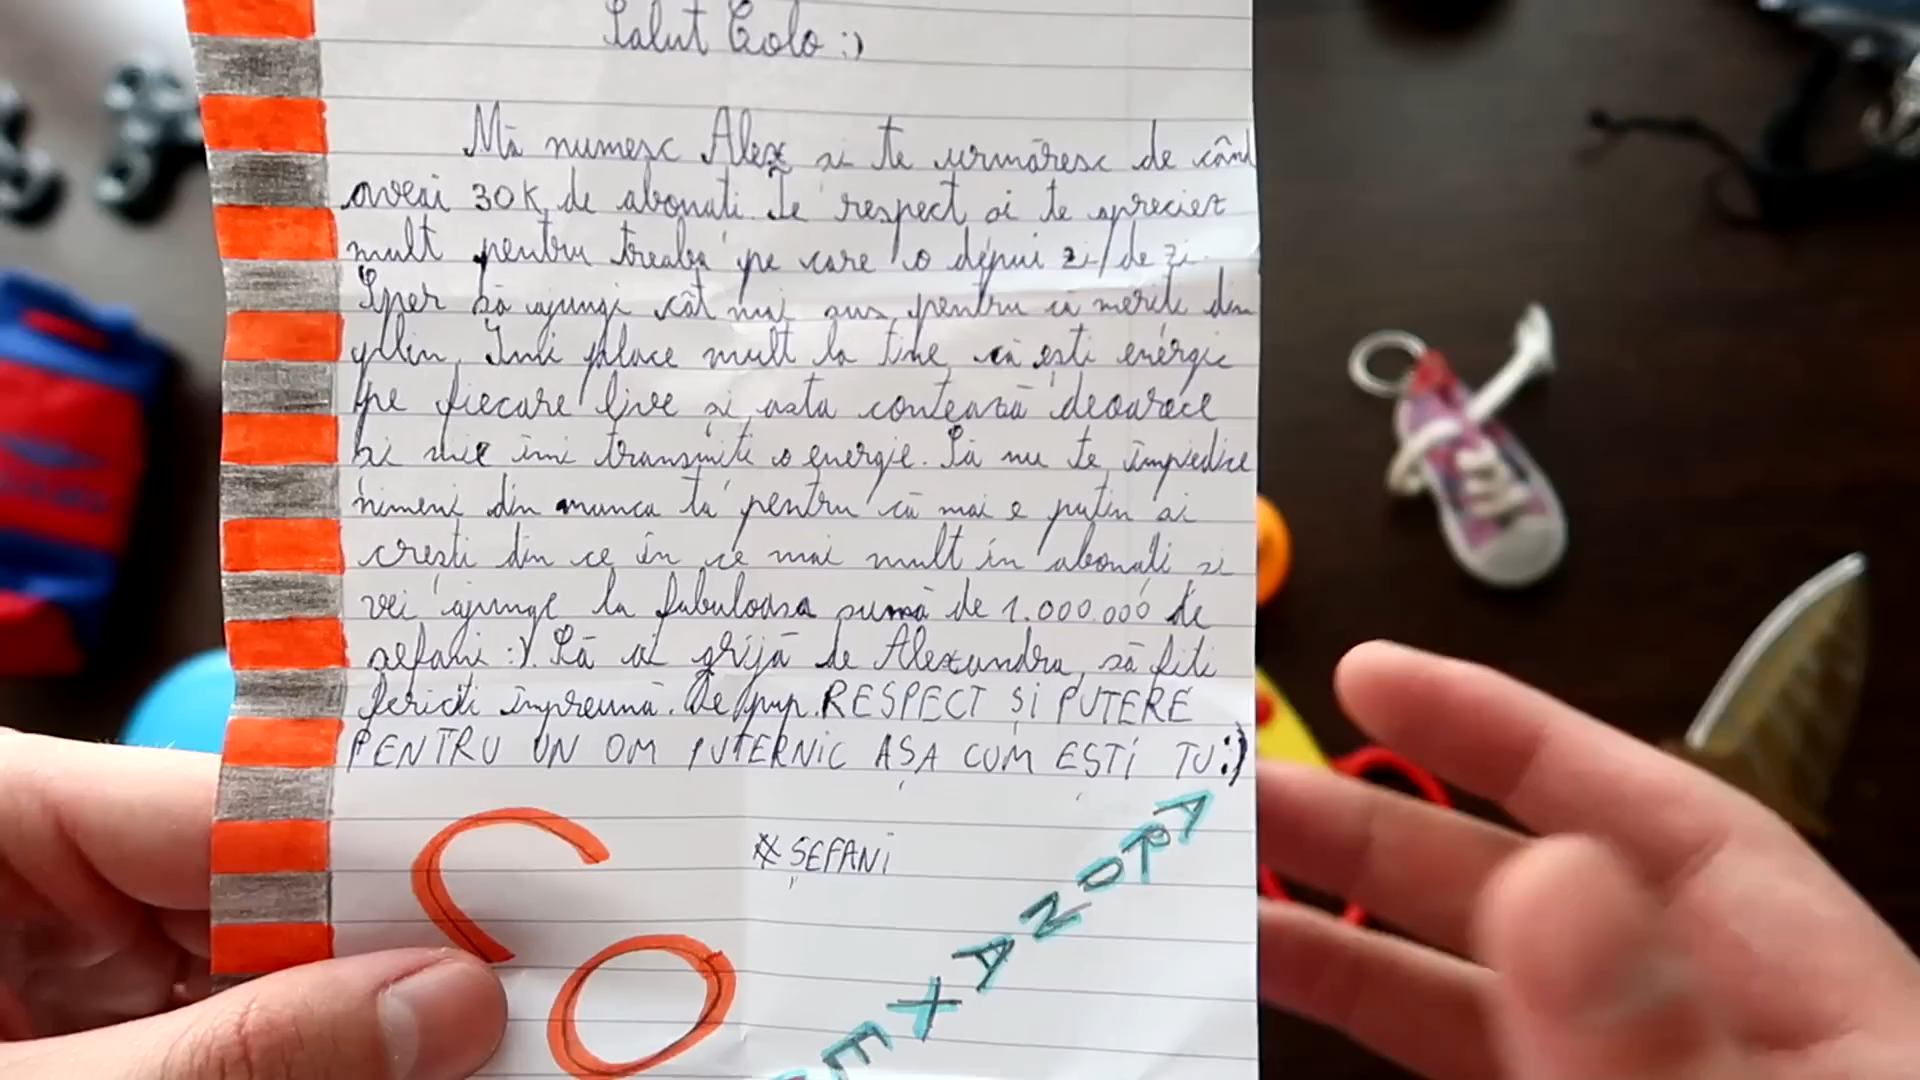 Salut Colo :)
Mă numesc Alex și te urmăresc de când
aveai 30K de abonați. Te respect și te apreciez
mult pentru treaba pe care o depui zi de zi.
Sper să ajungi cât mai sus pentru că meriți din
plin. Îmi place mult la tine că ești energic
pe fiecare live și asta contează deoarece
și mie îmi transmiți o energie. Să nu te împiedice
nimeni din munca ta pentru că mai e puțin și
crești din ce în ce mai mult în abonați și
vei ajunge la fabuloasa sumă de 1.000.000 de
șefani :). Să ai grijă de Alexandra, să fiți
fericiți împreună. Te pup. RESPECT ȘI PUTERE
PENTRU UN OM PUTERNIC AȘA CUM EȘTI TU:)
#ȘEFANI
CO
EXANDRA